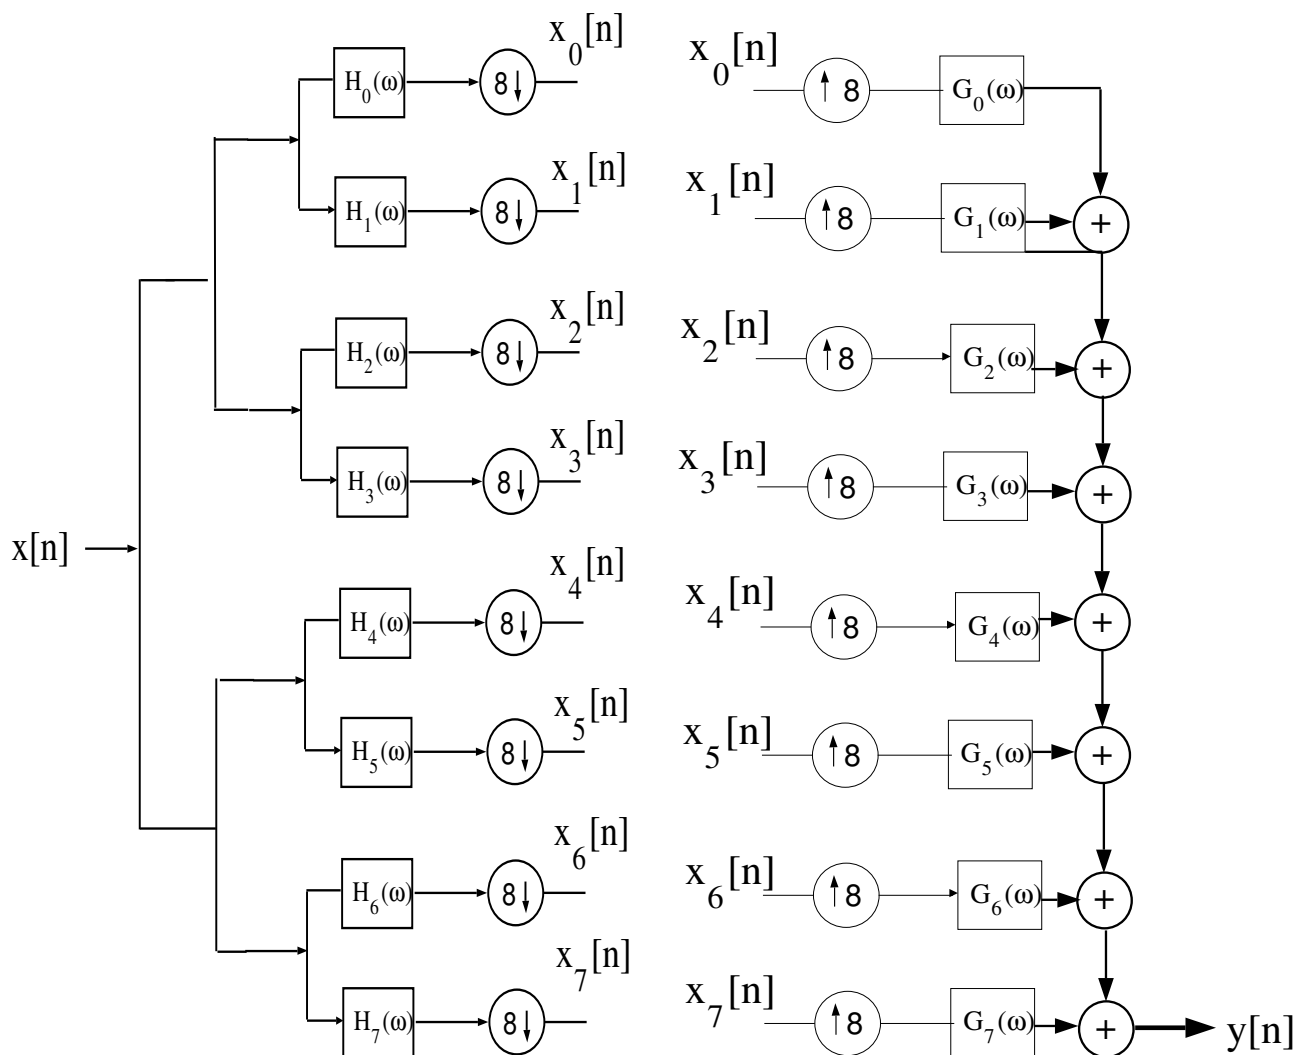 x_0[n]
H_0(ω)
8↓
x_1[n]
H_1(ω)
8↓
x_2[n]
H_2(ω)
8↓
x_3[n]
H_3(ω)
8↓
x[n]
x_4[n]
H_4(ω)
8↓
x_5[n]
H_5(ω)
8↓
x_6[n]
H_6(ω)
8↓
x_7[n]
H_7(ω)
8↓
x_0[n]
↑8
G_0(ω)
x_1[n]
↑8
G_1(ω)
+
x_2[n]
↑8
G_2(ω)
+
x_3[n]
↑8
G_3(ω)
+
x_4[n]
↑8
G_4(ω)
+
x_5[n]
↑8
G_5(ω)
+
x_6[n]
↑8
G_6(ω)
+
x_7[n]
↑8
G_7(ω)
+
y[n]